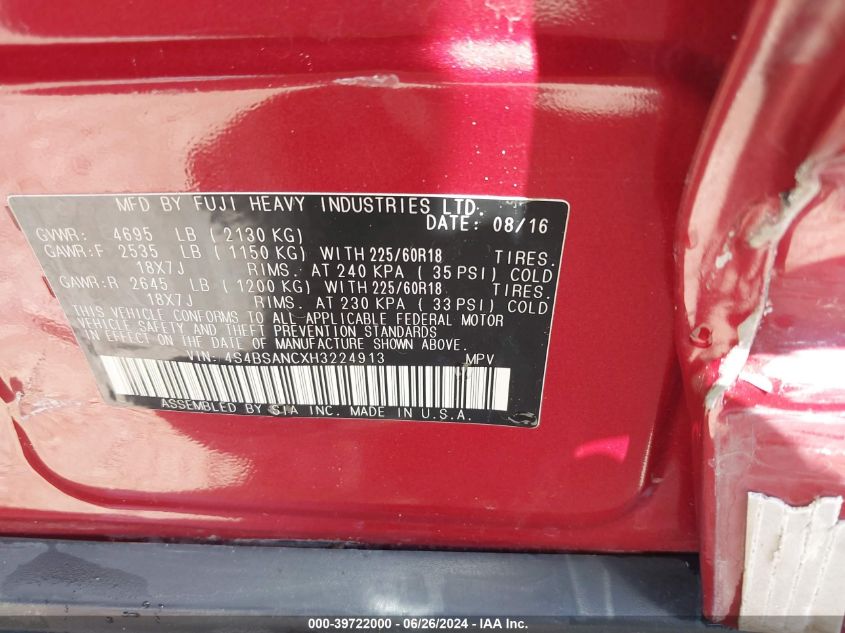 MFD BY FUJI HEAVY INDUSTRIES LTD.
DATE: 08/16
GVWR: 4695 LB ( 2130 KG)
GAWR:F 2535 LB ( 1150 KG) WITH 225/60R18 TIRES.
18X7J RIMS. AT 240 KPA ( 35 PSI) COLD
GAWR:R 2645 LB ( 1200 KG) WITH 225/60R18 TIRES.
18X7J RIMS. AT 230 KPA ( 33 PSI) COLD
THIS VEHICLE CONFORMS TO ALL APPLICABLE FEDERAL MOTOR
VEHICLE SAFETY AND THEFT PREVENTION STANDARDS
IN EFFECT ON THE DATE OF MANUFACTURE SHOWN ABOVE.
VIN: 4S4BSANCXH3224913 MPV
ASSEMBLED BY SIA INC. MADE IN U.S.A.
000-39722000 - 06/26/2024 - © IAA, Inc.